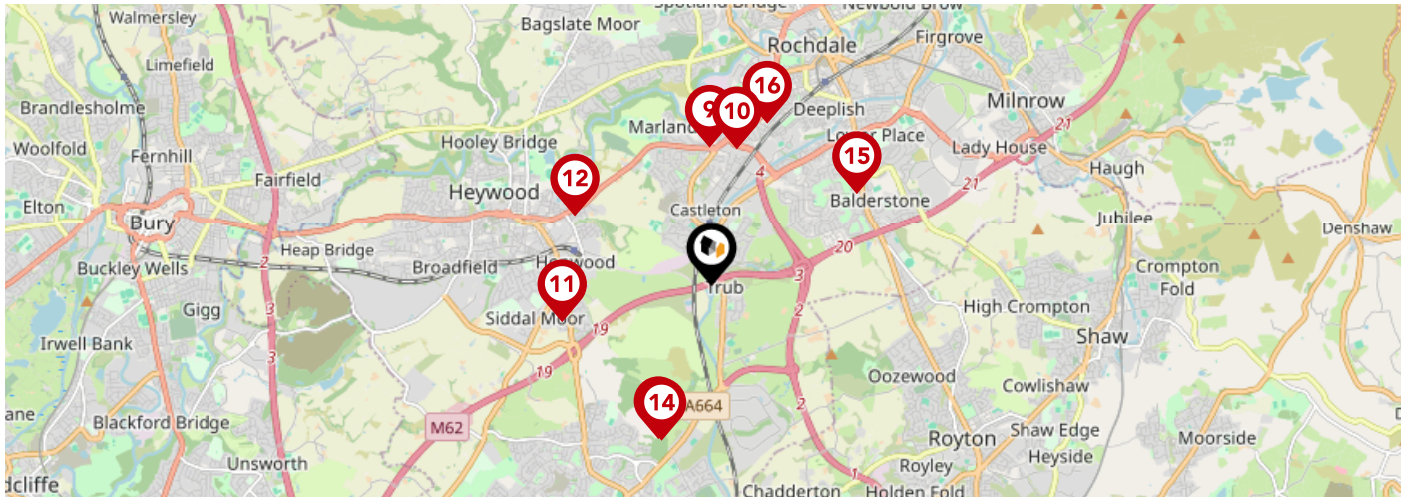 Walmersley
Bagslate Moor
Rochdale
Firgrove
Limefield
Brandlesholme
16
9
10
Deeplish
Milnrow
Marland
21
Woolfold
Fernhill
Hooley Bridge
Lower Place
Lady House
15
Haugh
Fairfield
Heywood
12
4
21
Elton
Bury
Castleton
Balderstone
Jubilee
Denshaw
20
Heap Bridge
Broadfield
Heywood
2
3
Buckley Wells
Crompton
Fold
11
Trub
Gigg
3
Siddal Moor
19
2
High Crompton
Irwell Bank
Shaw
3
19
Oozewood
Cowlishaw
14
A664
2
Blackford Bridge
M62
Royton
Shaw Edge
Moorside
Heyside
Unsworth
Royley
1
Chadderton
Holden Fold